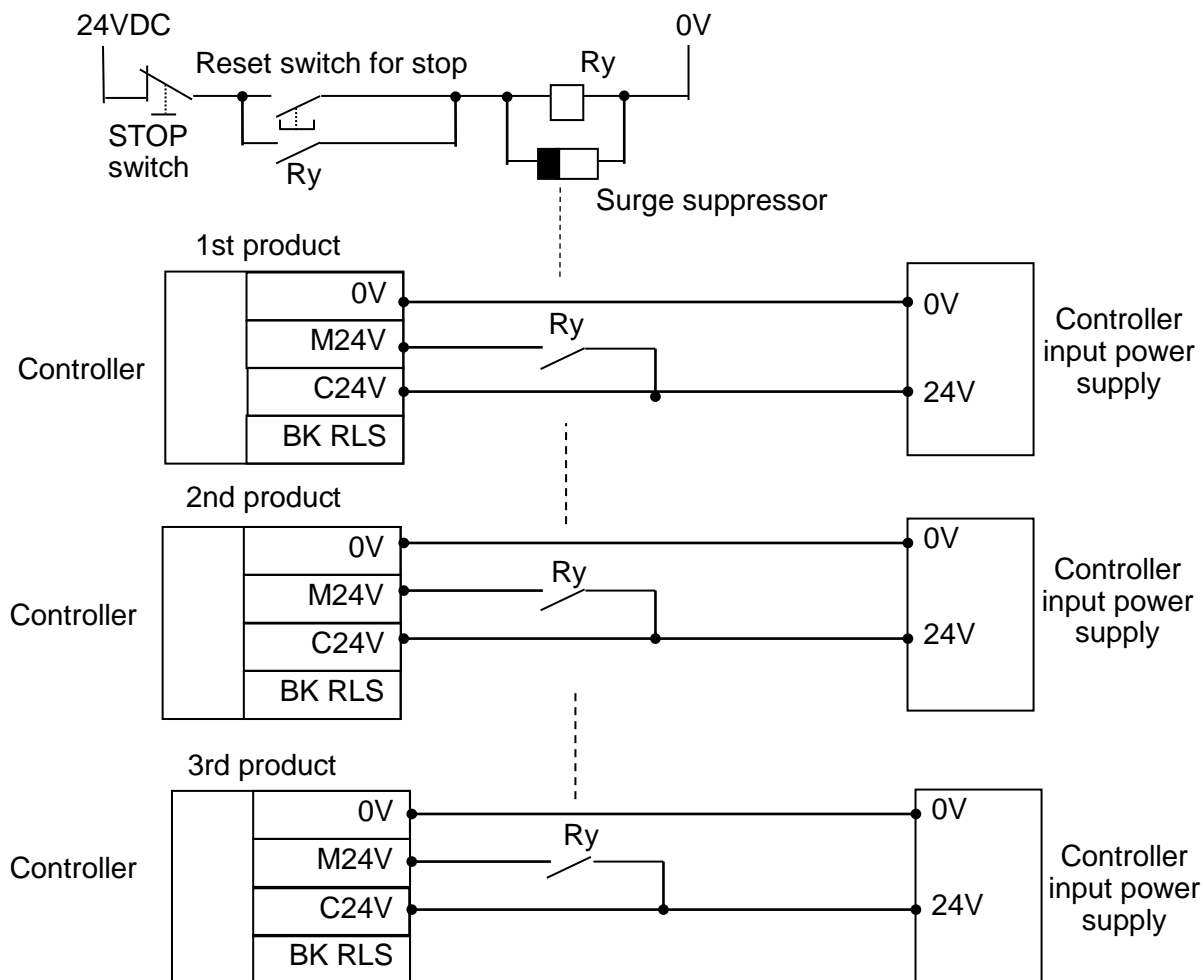 24VDC
0V
Reset switch for stop
Ry
STOP
switch
Ry
Surge suppressor
1st product
Controller
0V
M24V
C24V
BK RLS
Ry
0V
24V
Controller
input power
supply
2nd product
Controller
0V
M24V
C24V
BK RLS
Ry
0V
24V
Controller
input power
supply
3rd product
Controller
0V
M24V
C24V
BK RLS
Ry
0V
24V
Controller
input power
supply